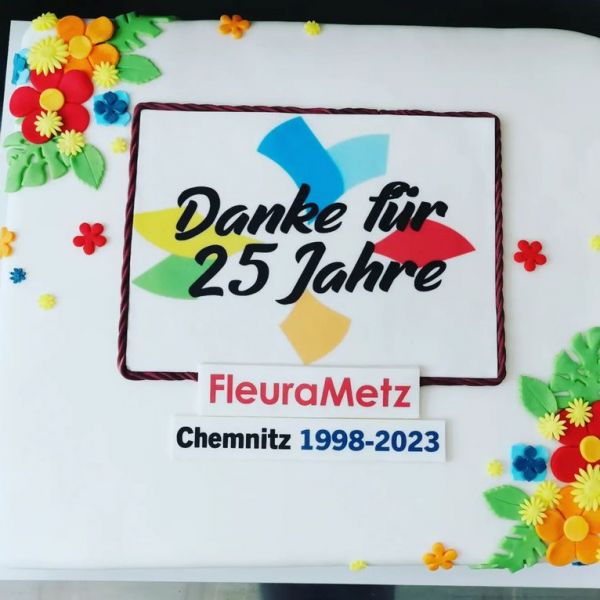 Danke für
25 Jahre
FleuraMetz
Chemnitz 1998-2023